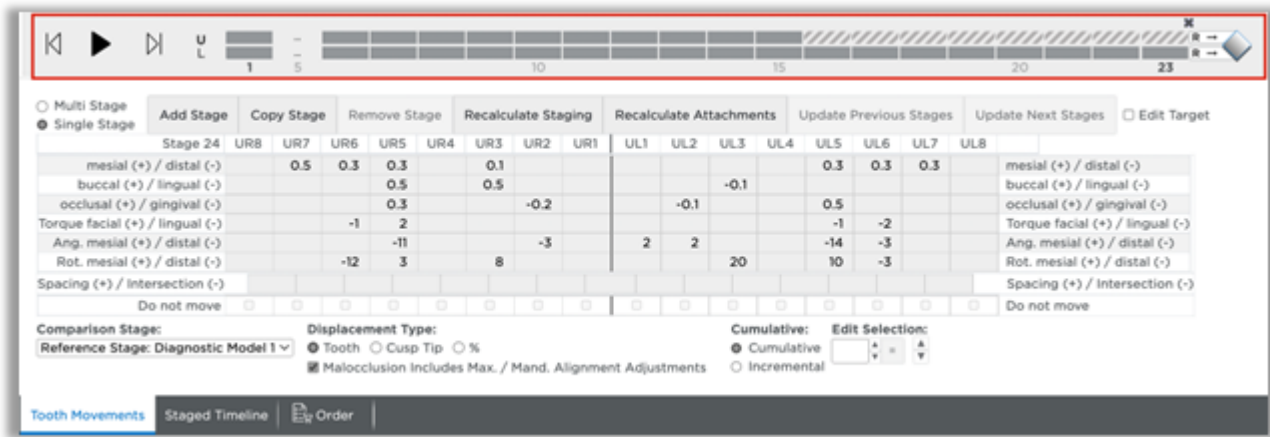 U R →
L R →
1 5 10 15 20 23
Multi Stage
Single Stage
Add Stage Copy Stage Remove Stage Recalculate Staging Recalculate Attachments Update Previous Stages Update Next Stages Edit Target
Stage 24 UR8 UR7 UR6 UR5 UR4 UR3 UR2 UR1 UL1 UL2 UL3 UL4 UL5 UL6 UL7 UL8
mesial (+) / distal (-) 0.5 0.3 0.3 0.1 0.3 0.3 0.3 mesial (+) / distal (-)
buccal (+) / lingual (-) 0.5 0.5 -0.1 buccal (+) / lingual (-)
occlusal (+) / gingival (-) 0.3 -0.2 -0.1 0.5 occlusal (+) / gingival (-)
Torque facial (+) / lingual (-) -1 2 -1 -2 Torque facial (+) / lingual (-)
Ang. mesial (+) / distal (-) -11 -3 2 2 -14 -3 Ang. mesial (+) / distal (-)
Rot. mesial (+) / distal (-) -12 3 8 20 10 -3 Rot. mesial (+) / distal (-)
Spacing (+) / Intersection (-) Spacing (+) / Intersection (-)
Do not move Do not move
Comparison Stage: Displacement Type: Cumulative: Edit Selection:
Reference Stage: Diagnostic Model 1 Tooth Cusp Tip % Cumulative =
Malocclusion Includes Max. / Mand. Alignment Adjustments Incremental
Tooth Movements Staged Timeline Order